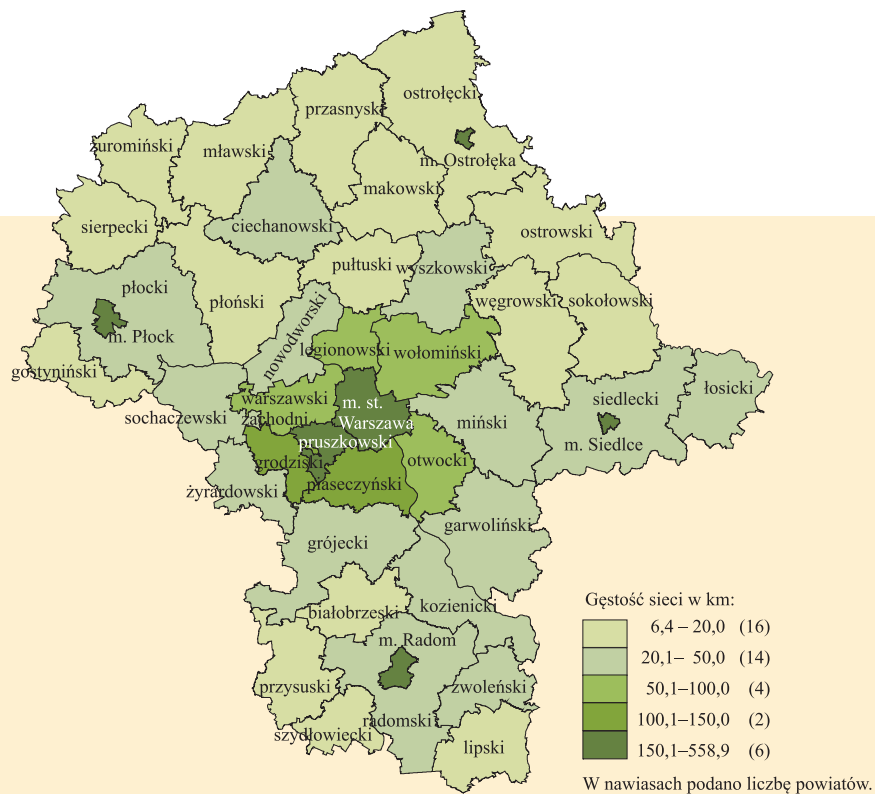 ostrołęcki
przasnyski
m. Ostrołęka
żuromiński
mławski
makowski
sierpecki
ciechanowski
ostrowski
pułtuski
wyszkowski
płocki
płoński
węgrowski
sokołowski
nowodworski
m. Płock
legionowski
wołomiński
gostyniński
łosicki
siedlecki
warszawski
zachodni
m. st.
Warszawa
sochaczewski
miński
m. Siedlce
pruszkowski
grodziski
otwocki
piaseczyński
żyrardowski
garwoliński
grójecki
białobrzeski
kozienicki
m. Radom
przysuski
zwoleński
radomski
szydłowiecki
lipski
Gęstość sieci w km:
6,4 – 20,0 (16)
20,1– 50,0 (14)
50,1–100,0 (4)
100,1–150,0 (2)
150,1–558,9 (6)
W nawiasach podano liczbę powiatów.